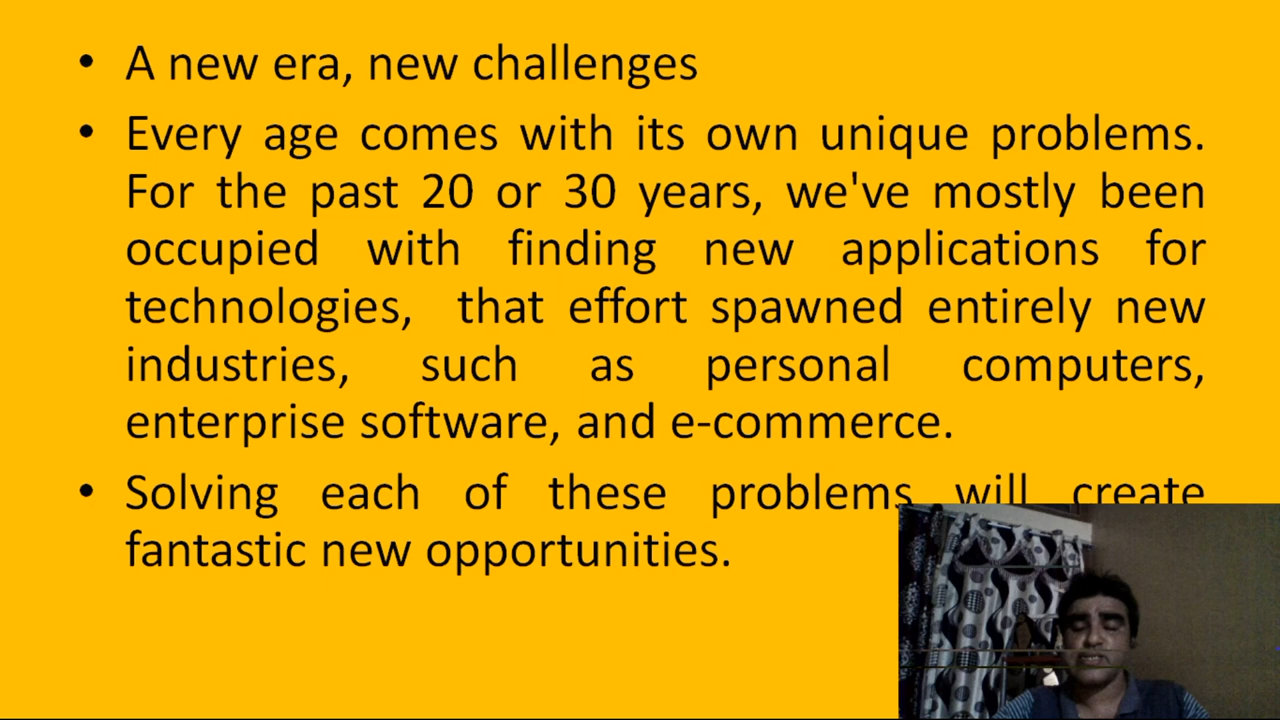 • A new era, new challenges
• Every age comes with its own unique problems.
For the past 20 or 30 years, we've mostly been
occupied with finding new applications for
technologies, that effort spawned entirely new
industries, such as personal computers,
enterprise software, and e-commerce.
• Solving each of these problems will create
fantastic new opportunities.